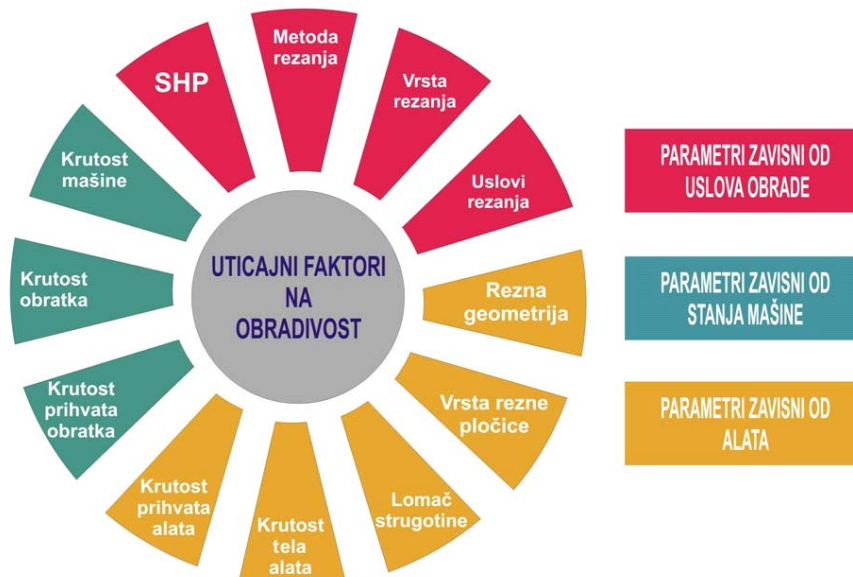 SHP
Metoda
rezanja
Vrsta
rezanja
Uslovi
rezanja
Rezna
geometrija
Vrsta rezne
pločice
Lomač
strugotine
Krutost
tela
alata
Krutost
prihvata
alata
Krutost
prihvata
obratka
Krutost
obratka
Krutost
mašine
UTICAJNI FAKTORI
NA
OBRADIVOST
PARAMETRI ZAVISNI OD
USLOVA OBRADE
PARAMETRI ZAVISNI OD
STANJA MAŠINE
PARAMETRI ZAVISNI OD
ALATA